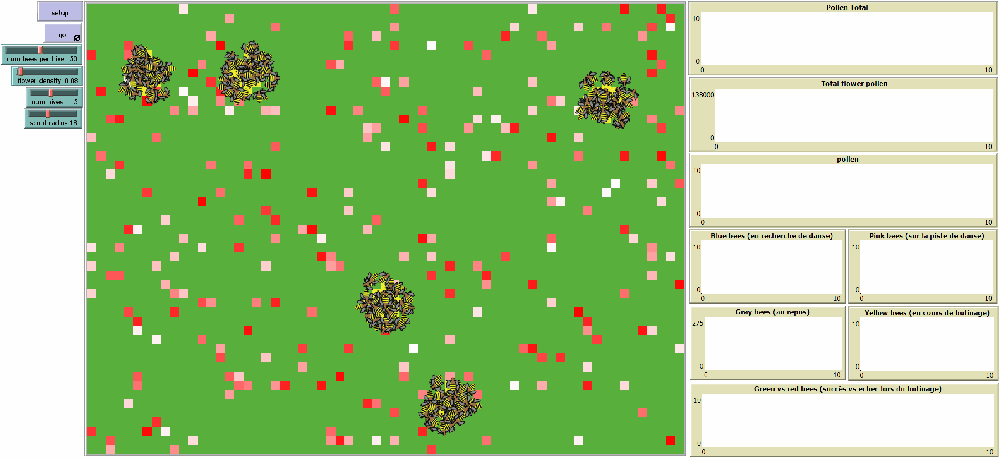 setup
go
num-bees-per-hive 50
flower-density 0.08
num-hives 5
scout-radius 18
Pollen Total
10
0
0 10
Total flower pollen
138000
0
0 10
pollen
10
0
0 10
Blue bees (en recherche de danse)
10
0
0 10
Pink bees (sur la piste de danse)
10
0
0 10
Gray bees (au repos)
275
0
0 10
Yellow bees (en cours de butinage)
10
0
0 10
Green vs red bees (succès vs echec lors du butinage)
10
0
0 10